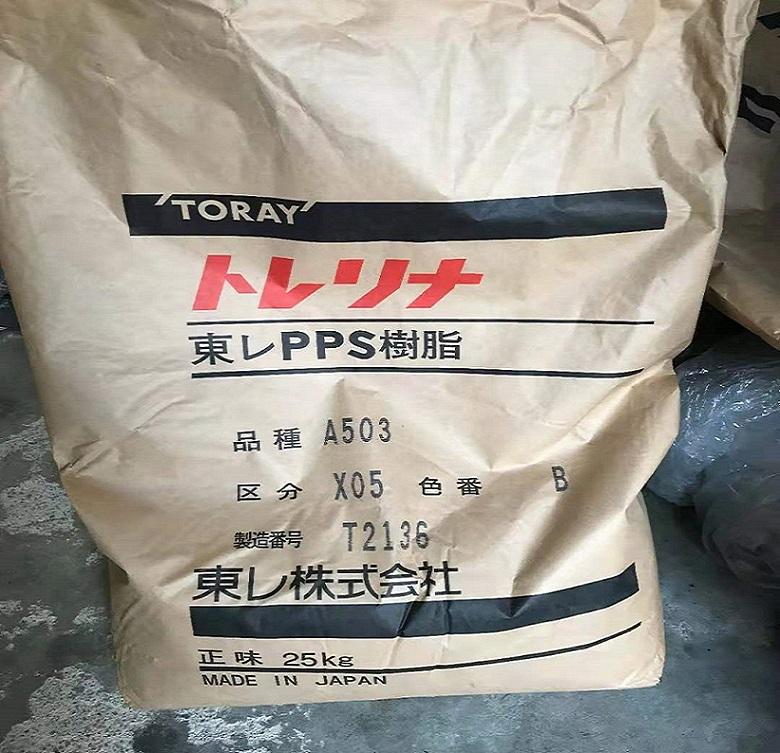 'TORAY'
トレリナ
東レPPS樹脂
品種 A503
区分 X05 色番 B
製造番号 T2136
東レ株式会社
正味 25kg
MADE IN JAPAN